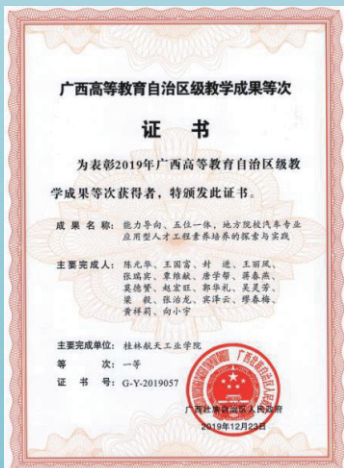 广西高等教育自治区级教学成果等次
证 书
为表彰2019年广西高等教育自治区级教
学成果等次获得者，特颁发此证书。
成 果 名 称： 能力导向、五位一体，地方院校汽车专业
应用型人才工程素养培养的探索与实践
主要完成人： 陈光华、王国富、封 进、王丽凤、
张瑞宾、覃维献、唐学帮、蒋春燕、
莫德赟、赵宏旺、郭华礼、吴灵芳、
梁 毅、张治龙、宾泽云、缪春梅、
黄祥莉、向小宇
主要完成单位： 桂林航天工业学院
等 次： 一等
证 书 号： G-Y-2019057
广西壮族自治区人民政府
2019年12月23日